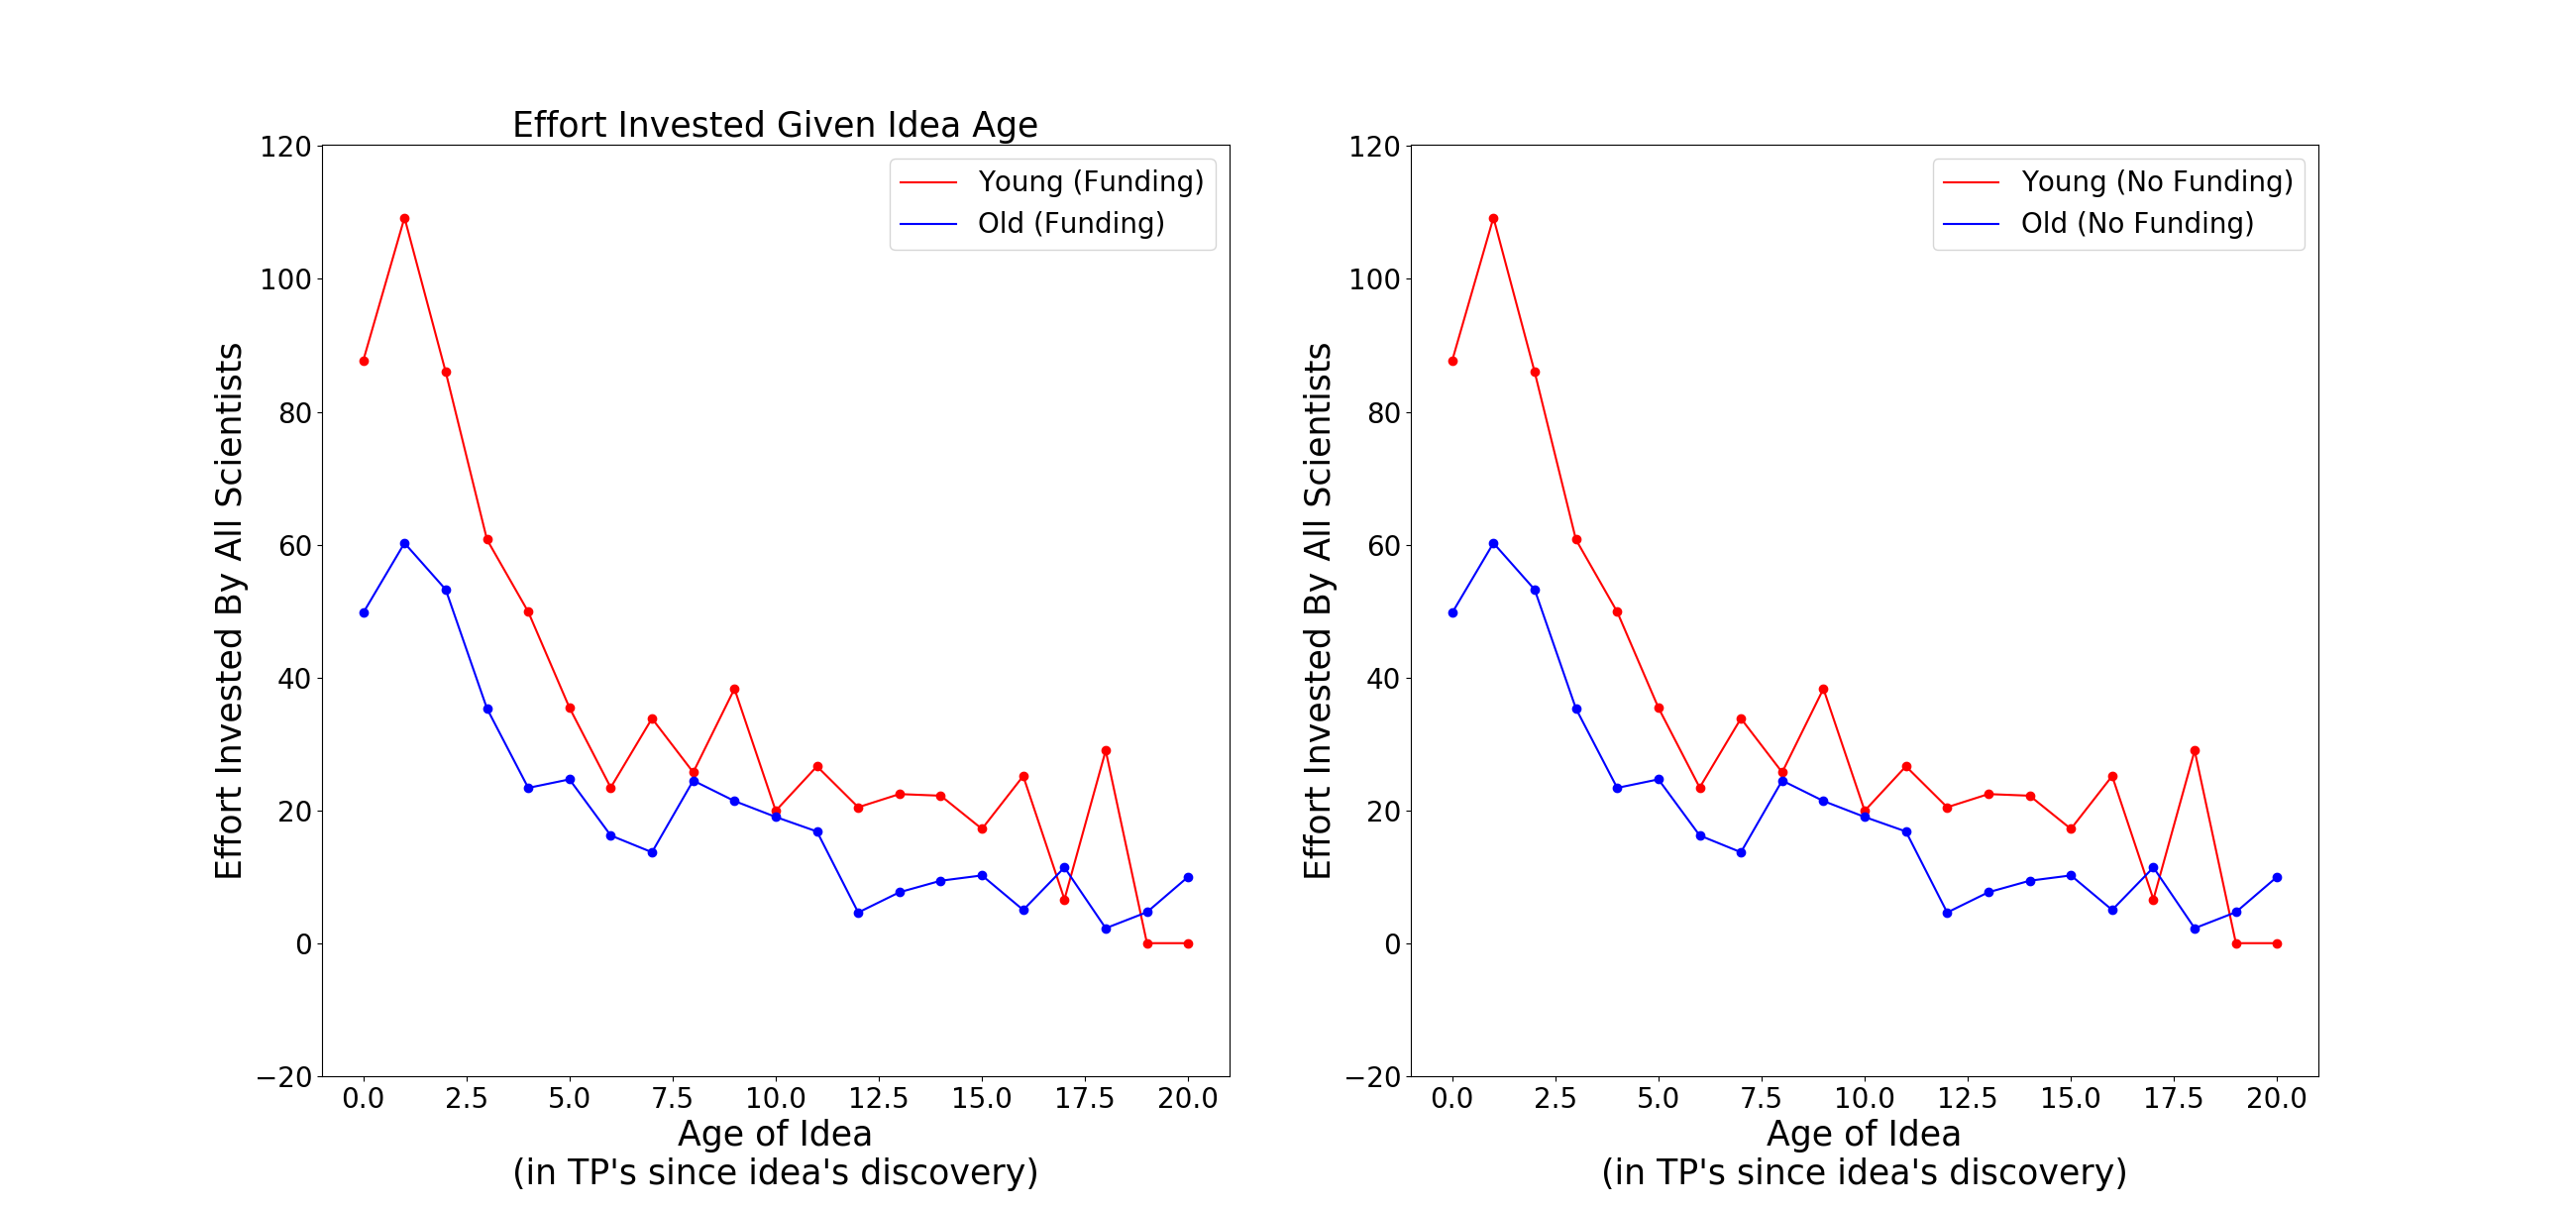 Effort Invested Given Idea Age
120
100
80
60
40
20
0
−20
Effort Invested By All Scientists
Young (Funding)
Old (Funding)
0.0 2.5 5.0 7.5 10.0 12.5 15.0 17.5 20.0
Age of Idea
(in TP's since idea's discovery)
120
100
80
60
40
20
0
−20
Effort Invested By All Scientists
Young (No Funding)
Old (No Funding)
0.0 2.5 5.0 7.5 10.0 12.5 15.0 17.5 20.0
Age of Idea
(in TP's since idea's discovery)